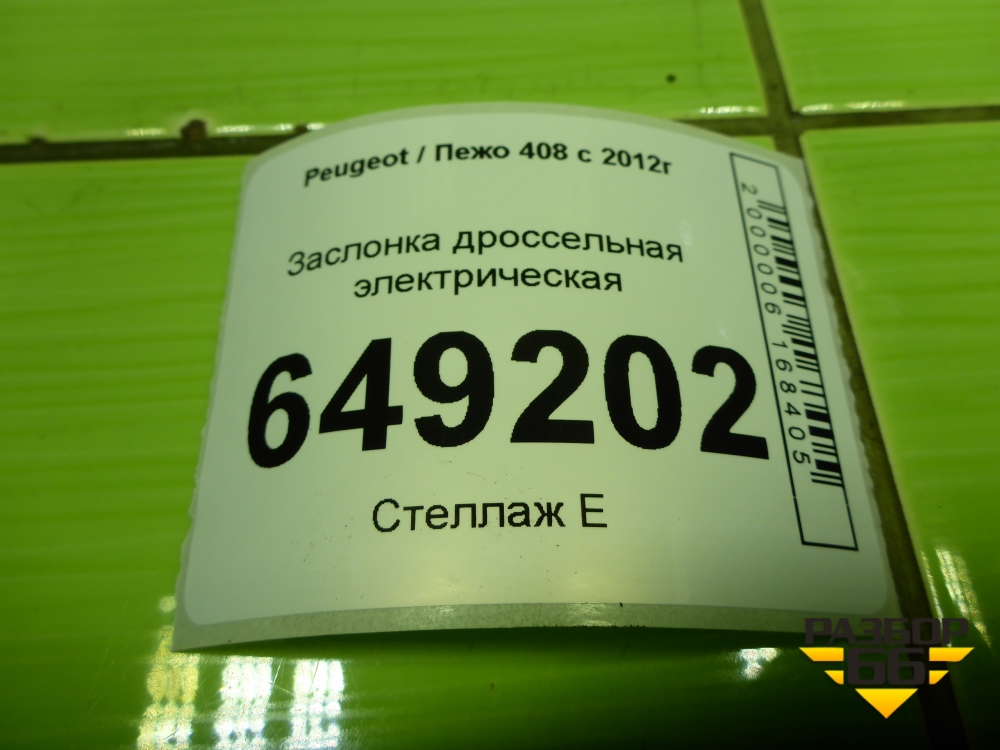 Peugeot / Пежо 408 с 2012г
Заслонка дроссельная
электрическая
649202
Стеллаж Е
2000006168405
РАЗБОР
66